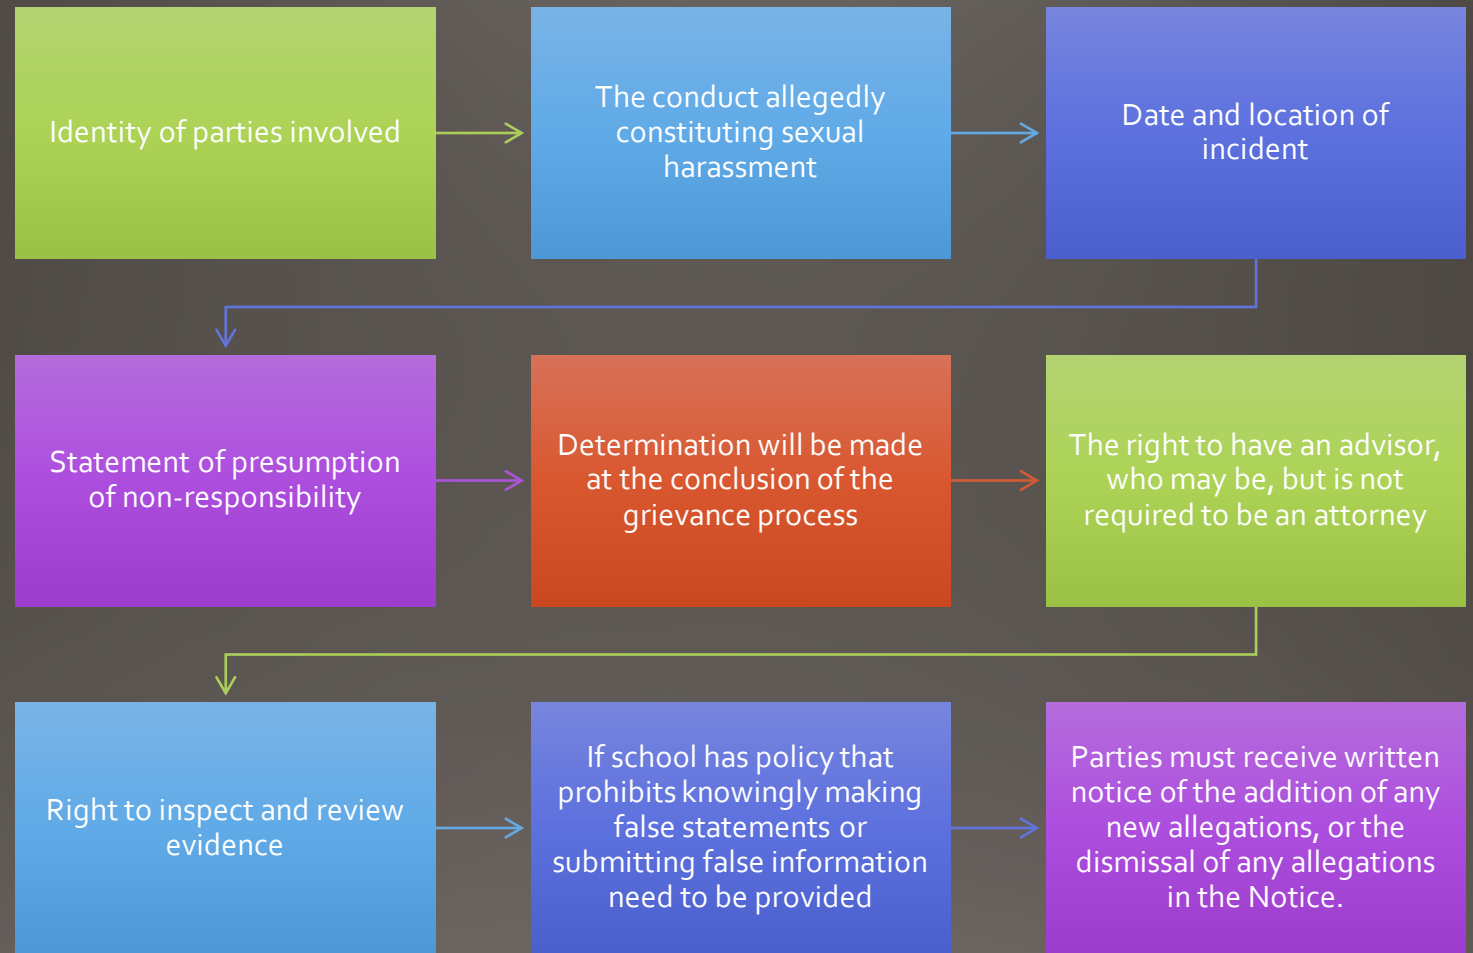 Identity of parties involved
The conduct allegedly
constituting sexual
harassment
Date and location of
incident
Statement of presumption
of non-responsibility
Determination will be made
at the conclusion of the
grievance process
The right to have an advisor,
who may be, but is not
required to be an attorney
Right to inspect and review
evidence
If school has policy that
prohibits knowingly making
false statements or
submitting false information
need to be provided
Parties must receive written
notice of the addition of any
new allegations, or the
dismissal of any allegations
in the Notice.